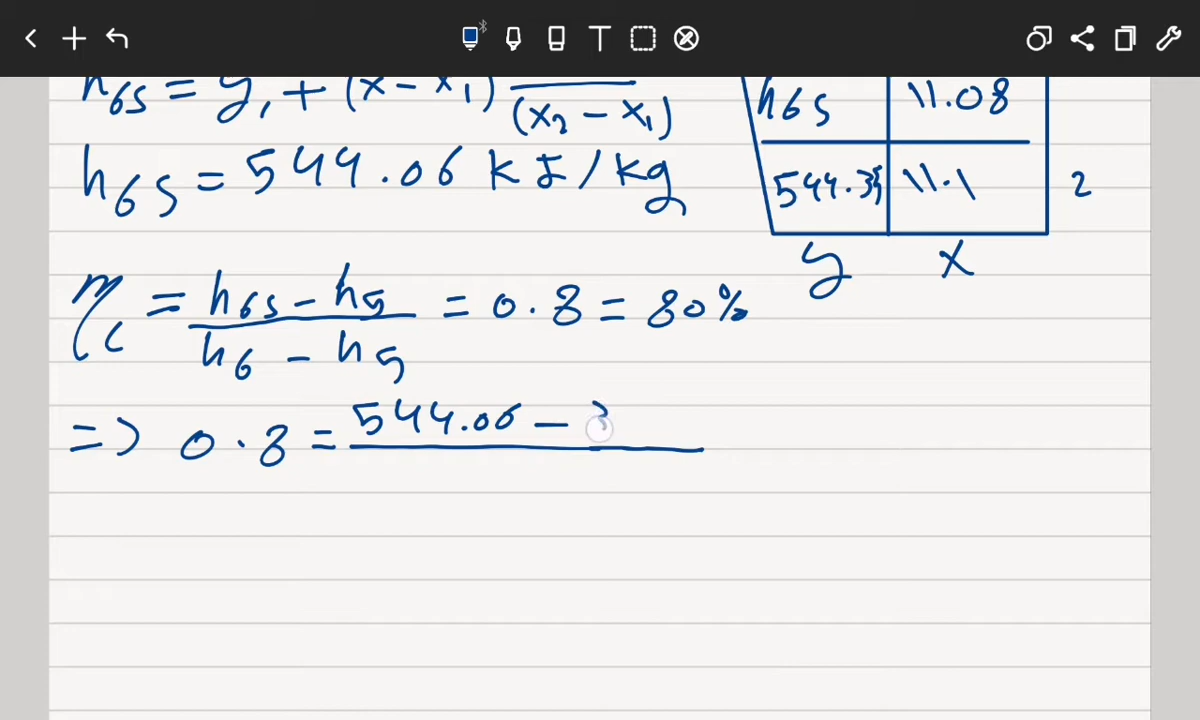 h6s = y1 + (x - x1) / (x2 - x1)
h6s = 544.06 kJ/kg
h6s 11.08
544.35 11.1 2
y x
ηc = h6s - h5 / h6 - h5 = 0.8 = 80%
=> 0.8 = 544.06 - 3